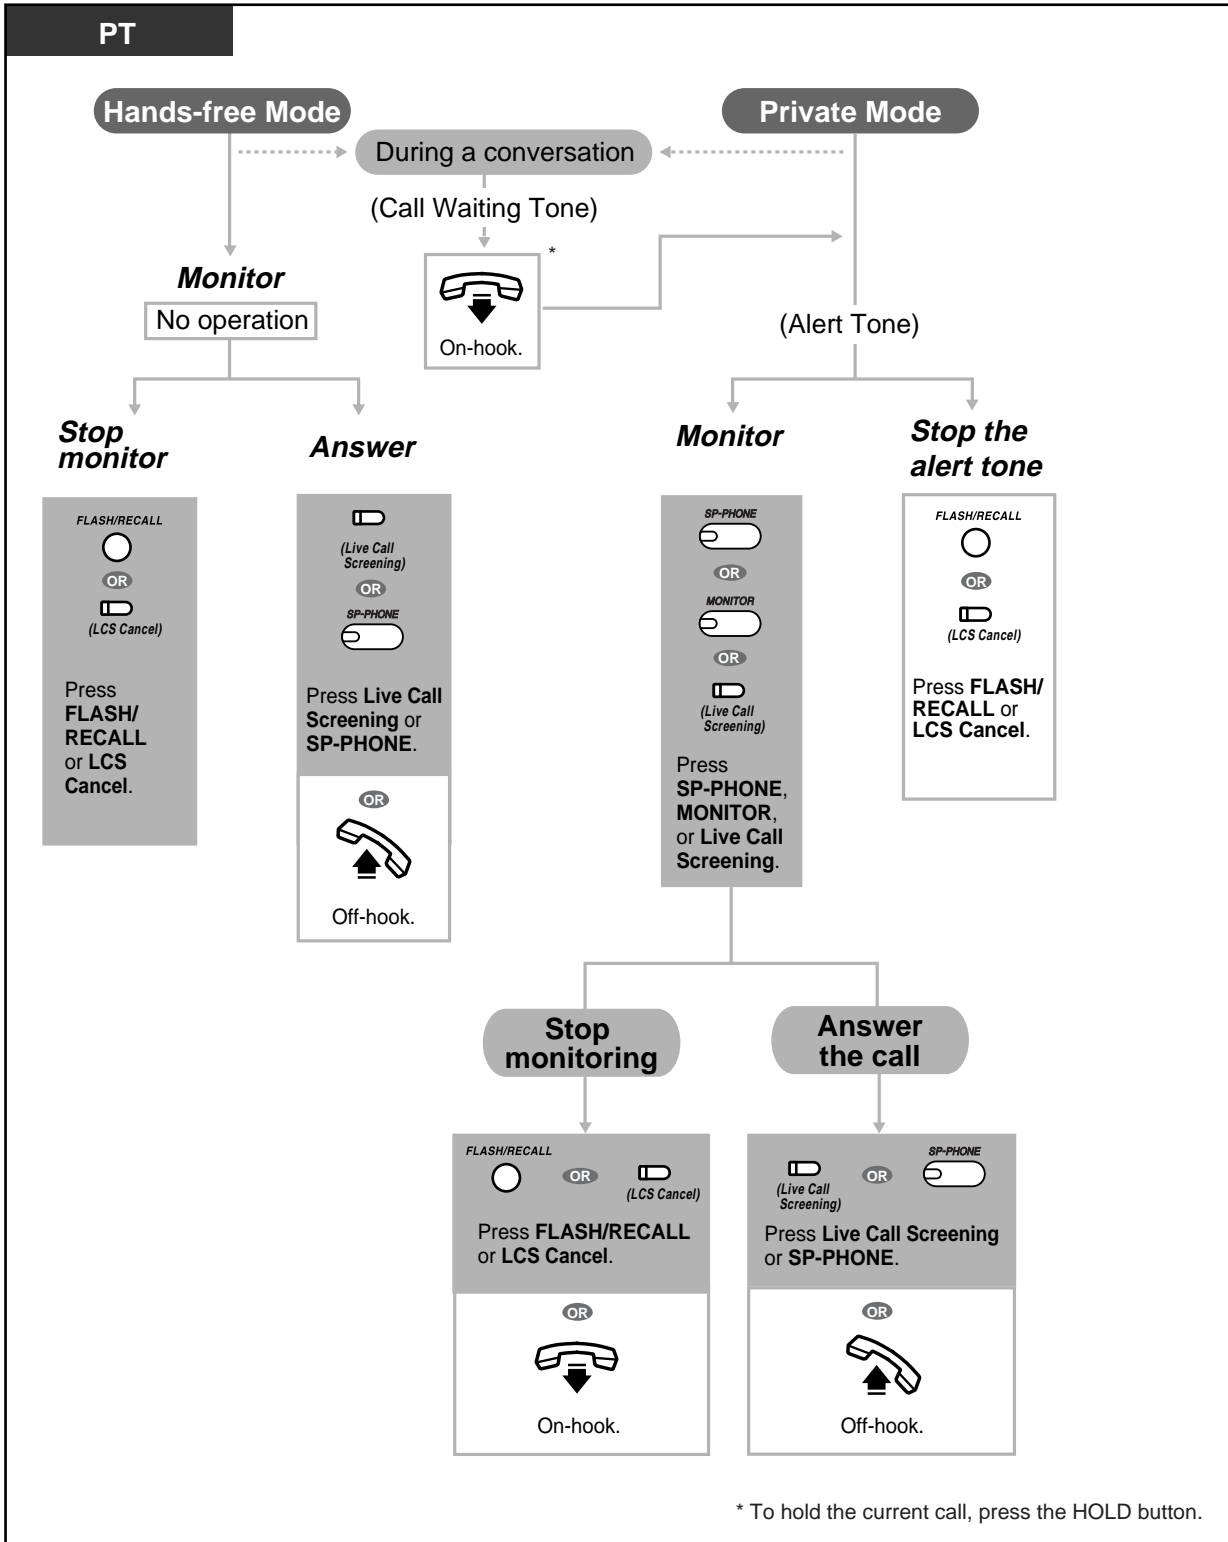 PT
Hands-free Mode
Private Mode
During a conversation
(Call Waiting Tone)
*
On-hook.
Monitor
No operation
(Alert Tone)
Stop
monitor
FLASH/RECALL
OR
(LCS Cancel)
Press
FLASH/
RECALL
or LCS
Cancel.
Answer
(Live Call
Screening)
OR
SP-PHONE
Press Live Call
Screening or
SP-PHONE.
OR
Off-hook.
Monitor
SP-PHONE
OR
MONITOR
OR
(Live Call
Screening)
Press
SP-PHONE,
MONITOR,
or Live Call
Screening.
Stop the
alert tone
FLASH/RECALL
OR
(LCS Cancel)
Press FLASH/
RECALL or
LCS Cancel.
Stop
monitoring
FLASH/RECALL
OR
(LCS Cancel)
Press FLASH/RECALL
or LCS Cancel.
OR
On-hook.
Answer
the call
(Live Call
Screening)
OR
SP-PHONE
Press Live Call Screening
or SP-PHONE.
OR
Off-hook.
* To hold the current call, press the HOLD button.